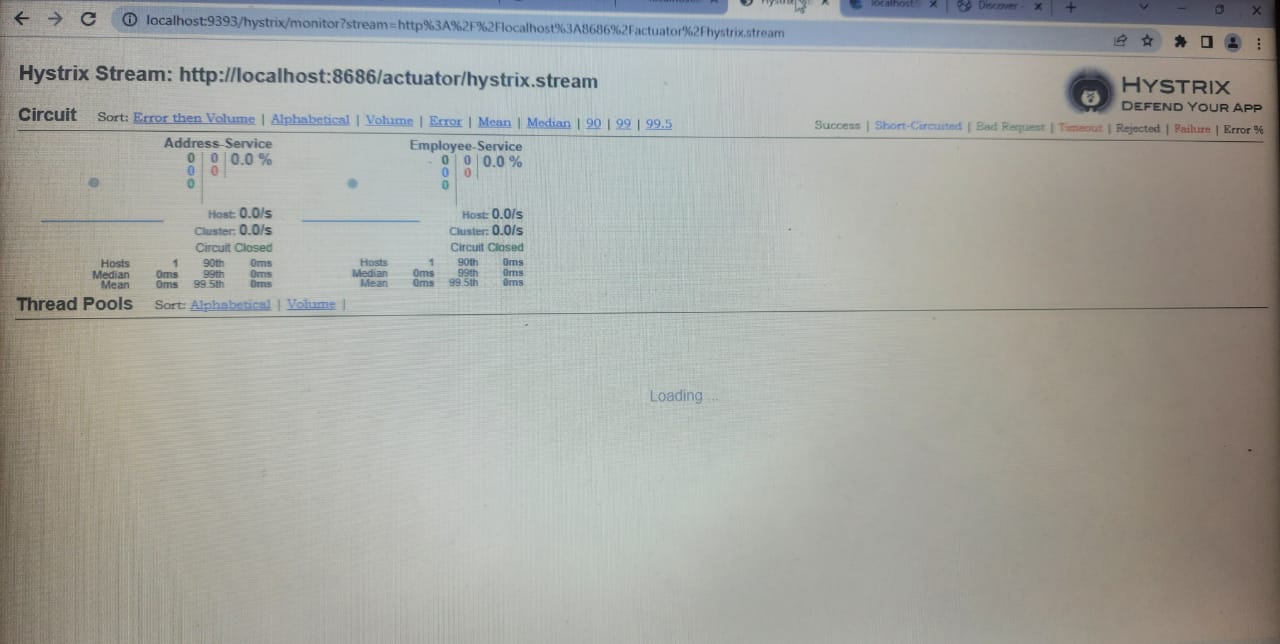 localhost:9393/hystrix/monitor?stream=http%3A%2F%2Flocalhost%3A8686%2Factuator%2Fhystrix.stream
localhost:
Discover
Hystrix Stream: http://localhost:8686/actuator/hystrix.stream
HYSTRIX
DEFEND YOUR APP
Circuit Sort: Error then Volume | Alphabetical | Volume | Error | Mean | Median | 90 | 99 | 99.5
Success | Short-Circuited | Bad Request | Timeout | Rejected | Failure | Error %
Address-Service
0 0 0.0 %
0 0
0
Host: 0.0/s
Cluster: 0.0/s
Circuit Closed
Hosts 1 90th 0ms
Median 0ms 99th 0ms
Mean 0ms 99.5th 0ms
Employee-Service
0 0 0.0 %
0 0
0
Host: 0.0/s
Cluster: 0.0/s
Circuit Closed
Hosts 1 90th 0ms
Median 0ms 99th 0ms
Mean 0ms 99.5th 0ms
Thread Pools Sort: Alphabetical | Volume |
Loading ...